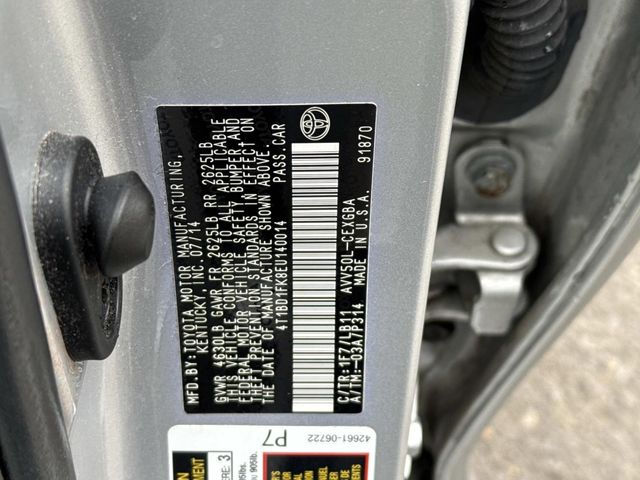 MFD. BY: TOYOTA MOTOR MANUFACTURING,
KENTUCKY, INC. 07/14
GVWR 4630LB GAWR FR 2625LB RR 2625LB
THIS VEHICLE CONFORMS TO ALL APPLICABLE
FEDERAL MOTOR VEHICLE SAFETY, BUMPER, AND
THEFT PREVENTION STANDARDS IN EFFECT ON
THE DATE OF MANUFACTURE SHOWN ABOVE.
4T1BD1FK8EU140014 PASS.CAR
C/TR:1F7/LB31 AVV50L-CEXGBA
A/TM:-03A/P314 MADE IN U.S.A. 91870
P7
42661-06722